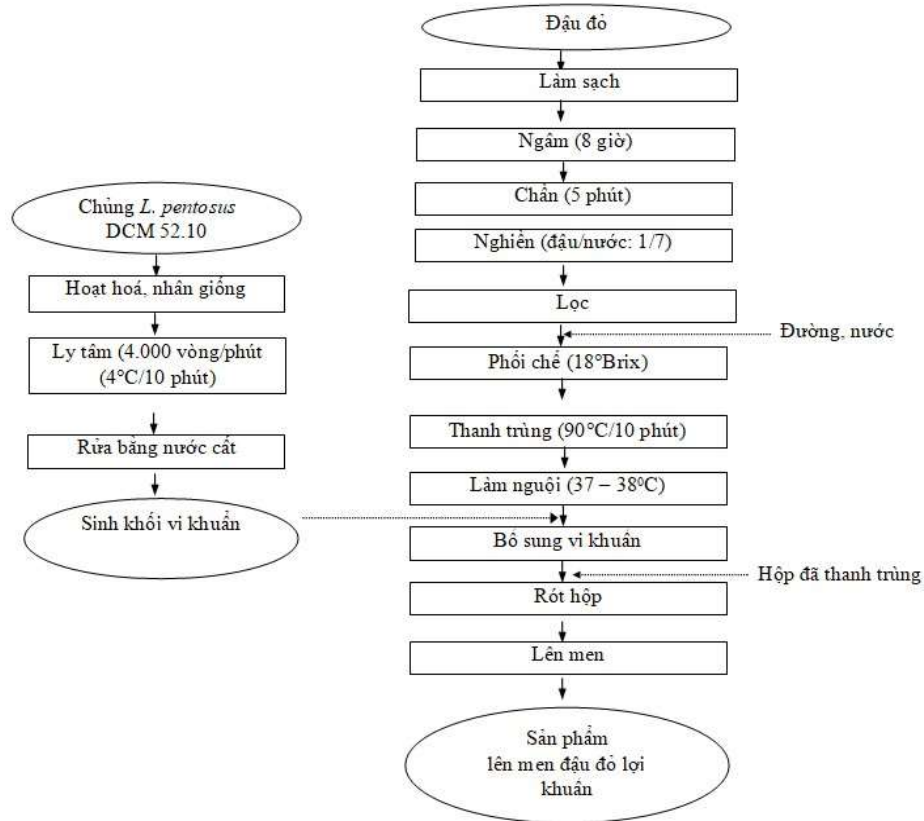 Đậu đỏ
Làm sạch
Ngâm (8 giờ)
Chần (5 phút)
Nghiền (đậu/nước: 1/7)
Lọc
Đường, nước
Phối chế (18°Brix)
Thanh trùng (90°C/10 phút)
Làm nguội (37 – 38⁰C)
Bổ sung vi khuẩn
Hộp đã thanh trùng
Rót hộp
Lên men
Sản phẩm
lên men đậu đỏ lợi
khuẩn
Chủng L. pentosus
DCM 52.10
Hoạt hoá, nhân giống
Ly tâm (4.000 vòng/phút
(4°C/10 phút)
Rửa bằng nước cất
Sinh khối vi khuẩn